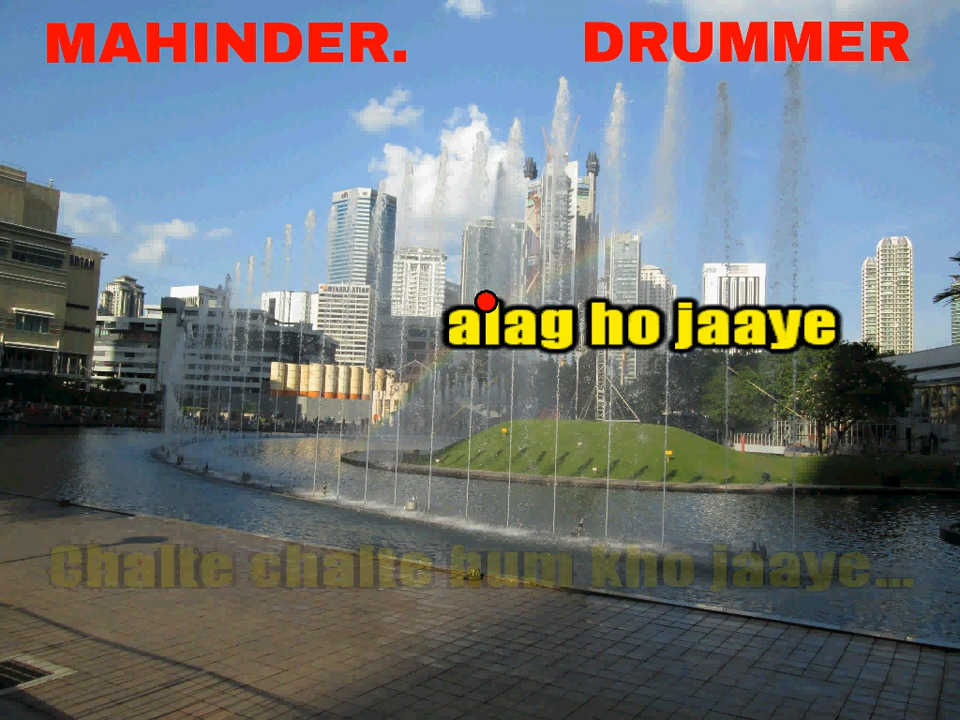 MAHINDER. DRUMMER
alag ho jaaye
Chalte chalte hum kho jaaye...